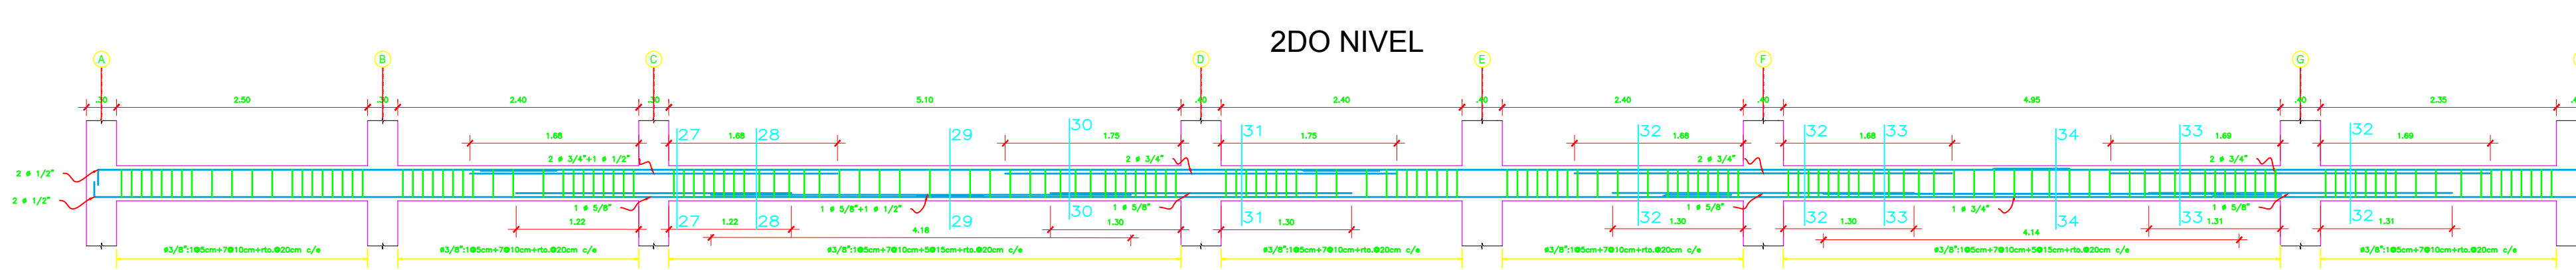 2DO NIVEL
A B C D E F G
.30 2.50 .30 2.40 .30 5.10 .40 2.40 .40 2.40 .40 4.95 .40 2.35
27 28 29 30 31 32 32 33 34 33 32
1.68 1.68 1.75 1.75 1.68 1.68 1.69 1.69
2 ø 3/4"+1 ø 1/2" 2 ø 3/4" 2 ø 3/4" 2 ø 3/4"
2 ø 1/2"
2 ø 1/2"
1 ø 5/8" 1 ø 5/8"+1 ø 1/2" 1 ø 5/8" 1 ø 5/8" 1 ø 3/4" 1 ø 5/8"
27 28 29 30 31 32 32 33 34 33 32
1.22 1.22 1.30 1.30 1.30 1.30 1.31 1.31
4.18 4.14
ø3/8":1@5cm+7@10cm+rto.@20cm c/e ø3/8":1@5cm+7@10cm+rto.@20cm c/e ø3/8":1@5cm+7@10cm+5@15cm+rto.@20cm c/e ø3/8":1@5cm+7@10cm+rto.@20cm c/e ø3/8":1@5cm+7@10cm+rto.@20cm c/e ø3/8":1@5cm+7@10cm+5@15cm+rto.@20cm c/e ø3/8":1@5cm+7@10cm+rto.@20cm c/e